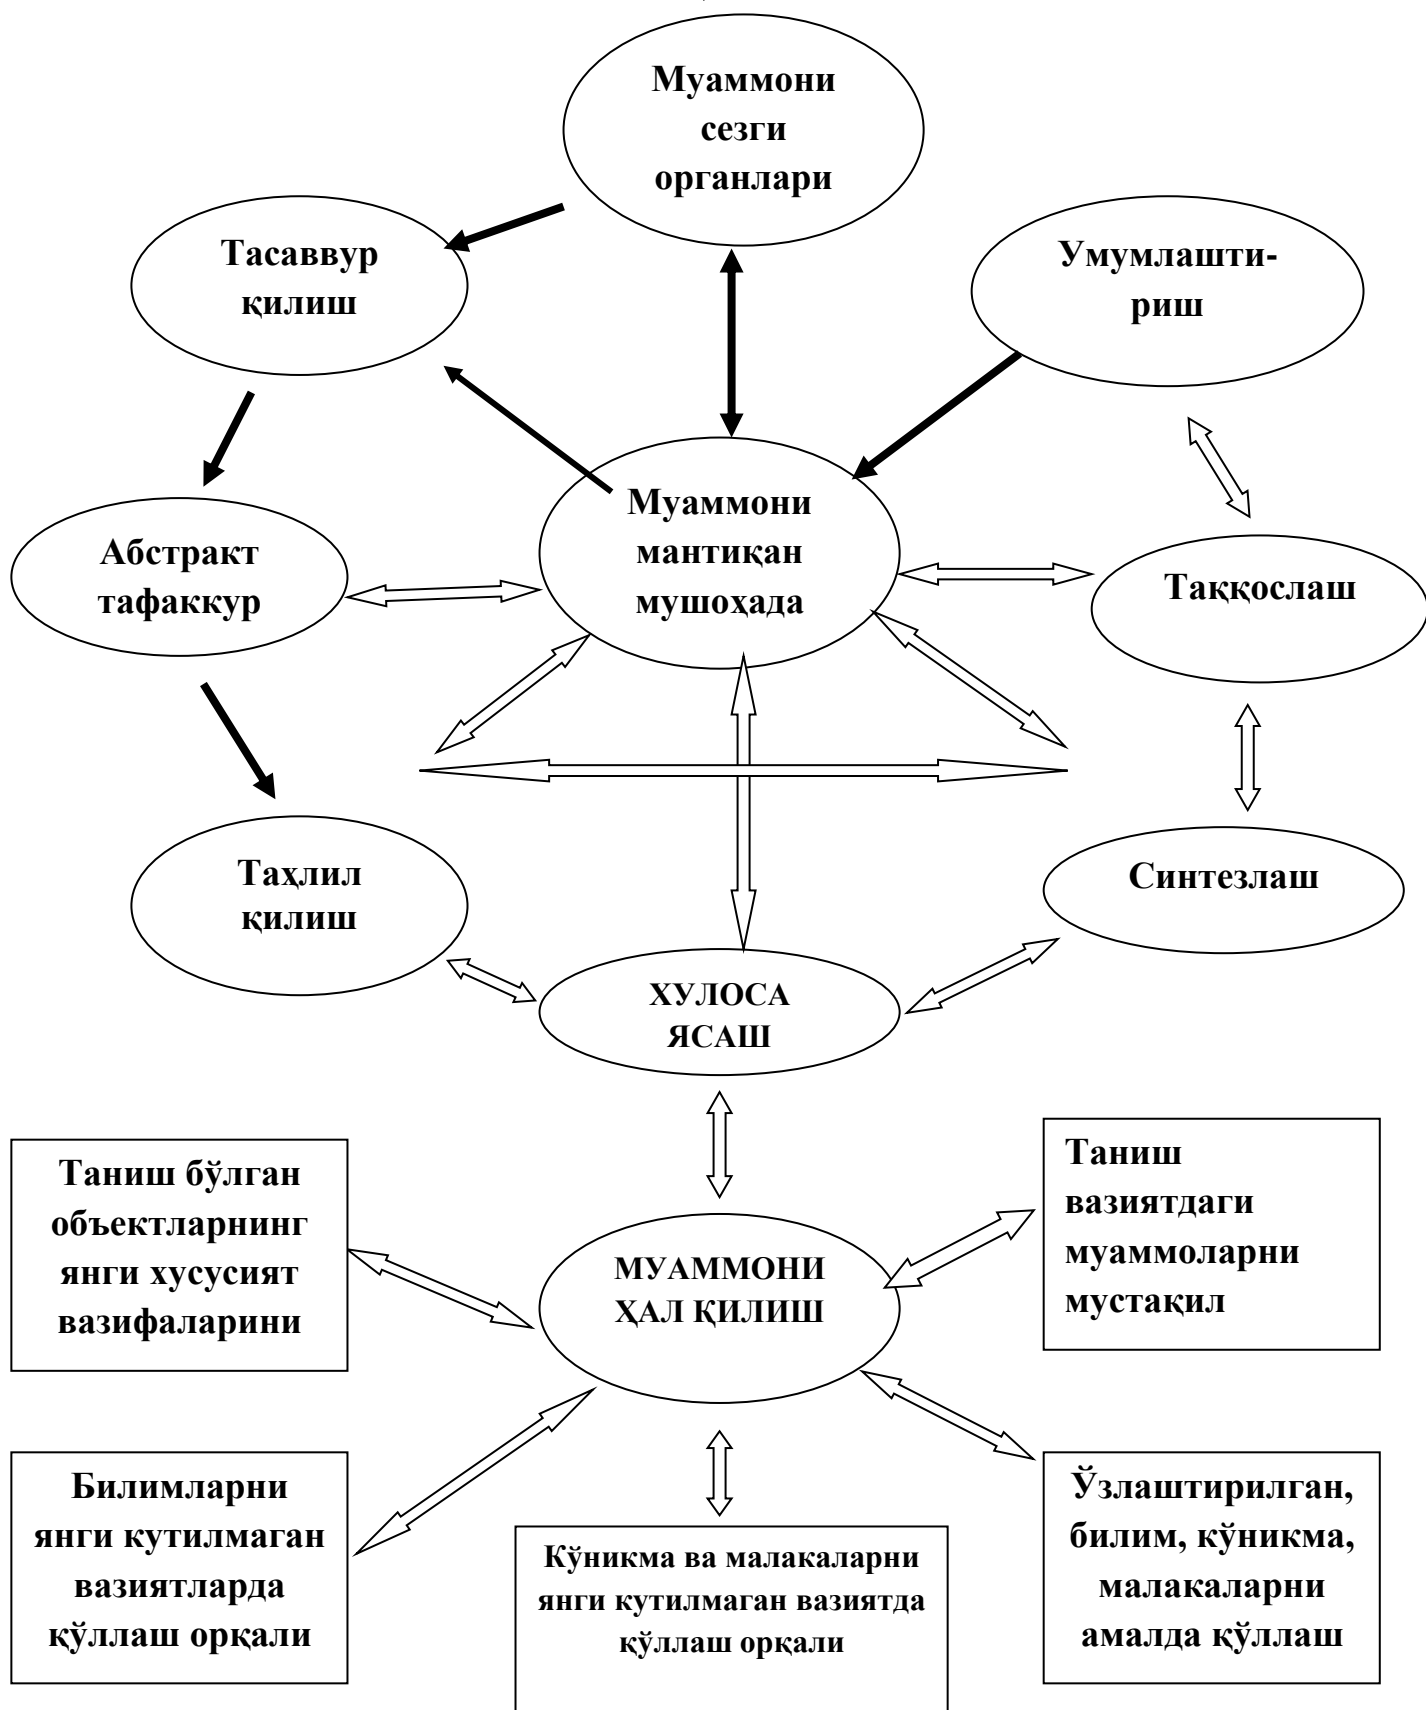 Муаммони
сезги
органлари
Тасаввур
қилиш
Умумлашти-
риш
Муаммони
мантиқан
мушоҳада
Абстракт
тафаккур
Таққослаш
Таҳлил
қилиш
Синтезлаш
ХУЛОСА
ЯСАШ
Таниш бўлган
объектларнинг
янги хусусият
вазифаларини
МУАММОНИ
ҲАЛ ҚИЛИШ
Таниш
вазиятдаги
муаммоларни
мустақил
Билимларни
янги кутилмаган
вазиятларда
қўллаш орқали
Кўникма ва малакаларни
янги кутилмаган вазиятда
қўллаш орқали
Ўзлаштирилган,
билим, кўникма,
малакаларни
амалда қўллаш